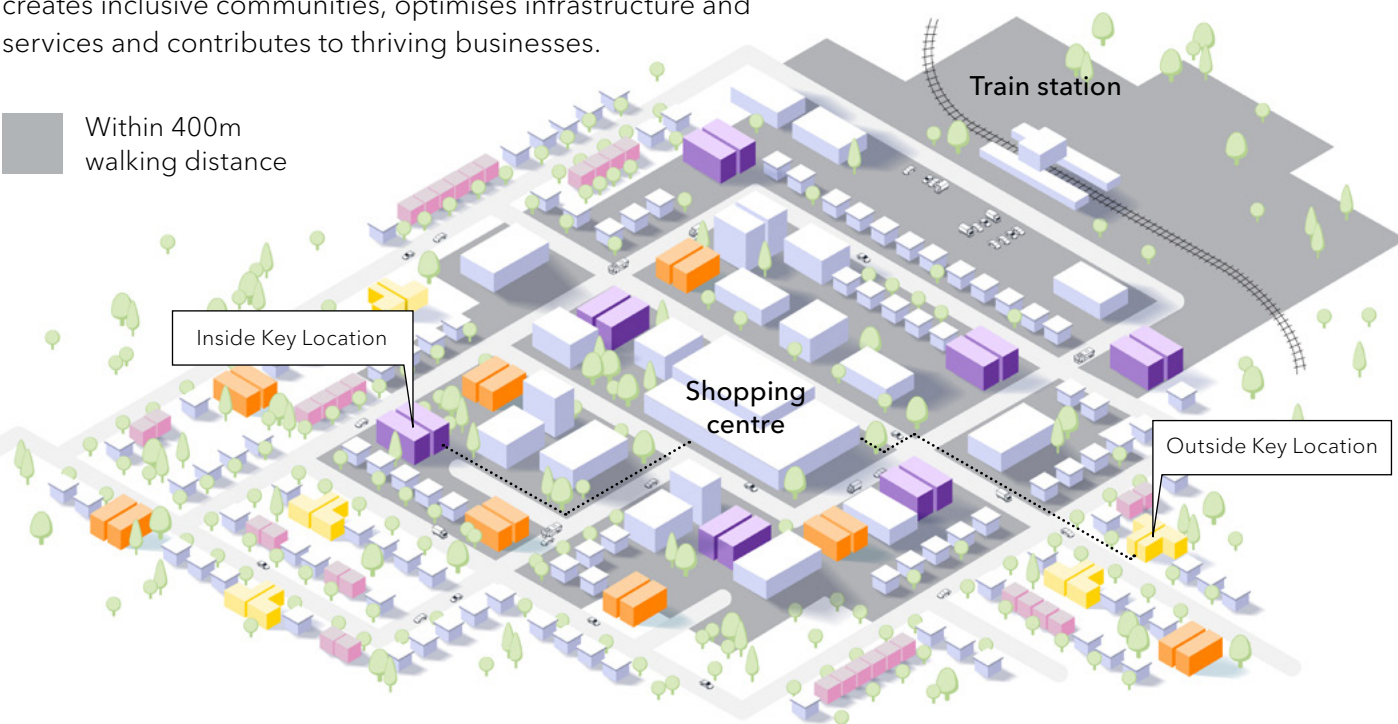 creates inclusive communities, optimises infrastructure and
services and contributes to thriving businesses.
Within 400m
walking distance
Train station
Inside Key Location
Shopping
centre
Outside Key Location